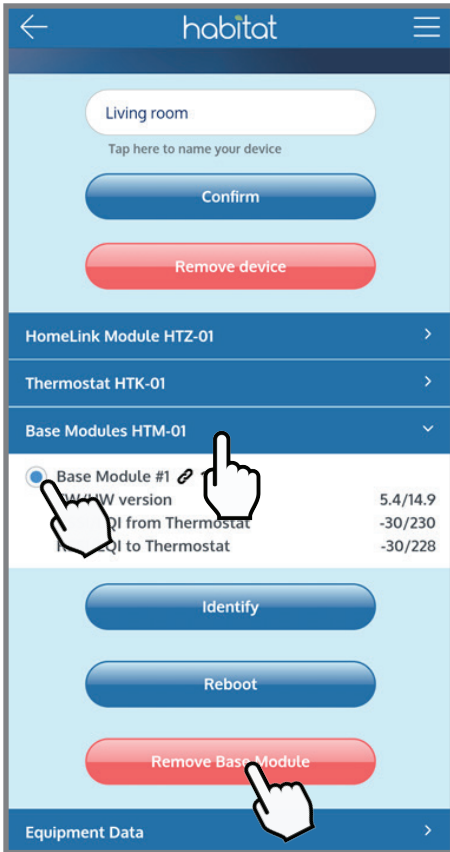 habitat
Living room
Tap here to name your device
Confirm
Remove device
HomeLink Module HTZ-01
Thermostat HTK-01
Base Modules HTM-01
Base Module #1
version 5.4/14.9
from Thermostat -30/230
to Thermostat -30/228
Identify
Reboot
Remove Base Module
Equipment Data